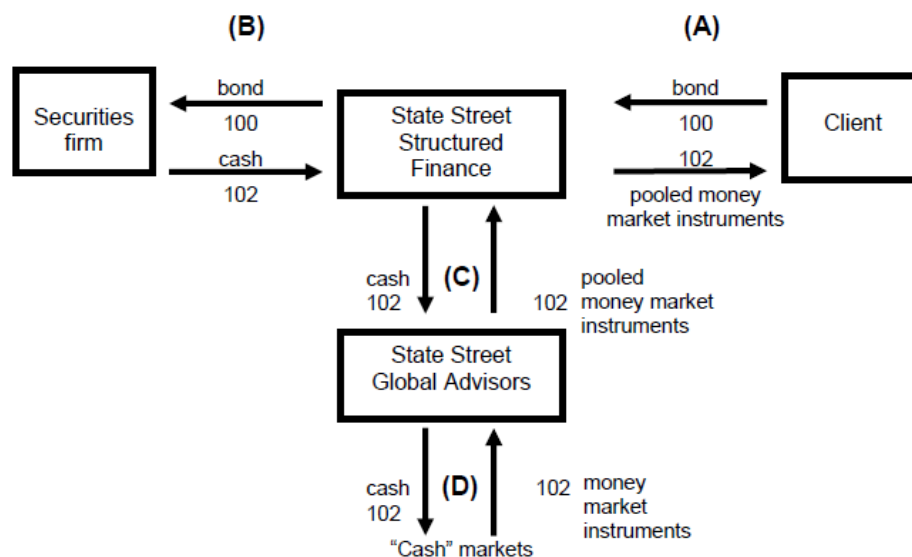 (B)
(A)
bond
100
cash
102
Securities
firm
State Street
Structured
Finance
bond
100
102
pooled money
market instruments
Client
cash
102
(C)
102
pooled
money market
instruments
State Street
Global Advisors
cash
102
(D)
102
money
market
instruments
“Cash” markets